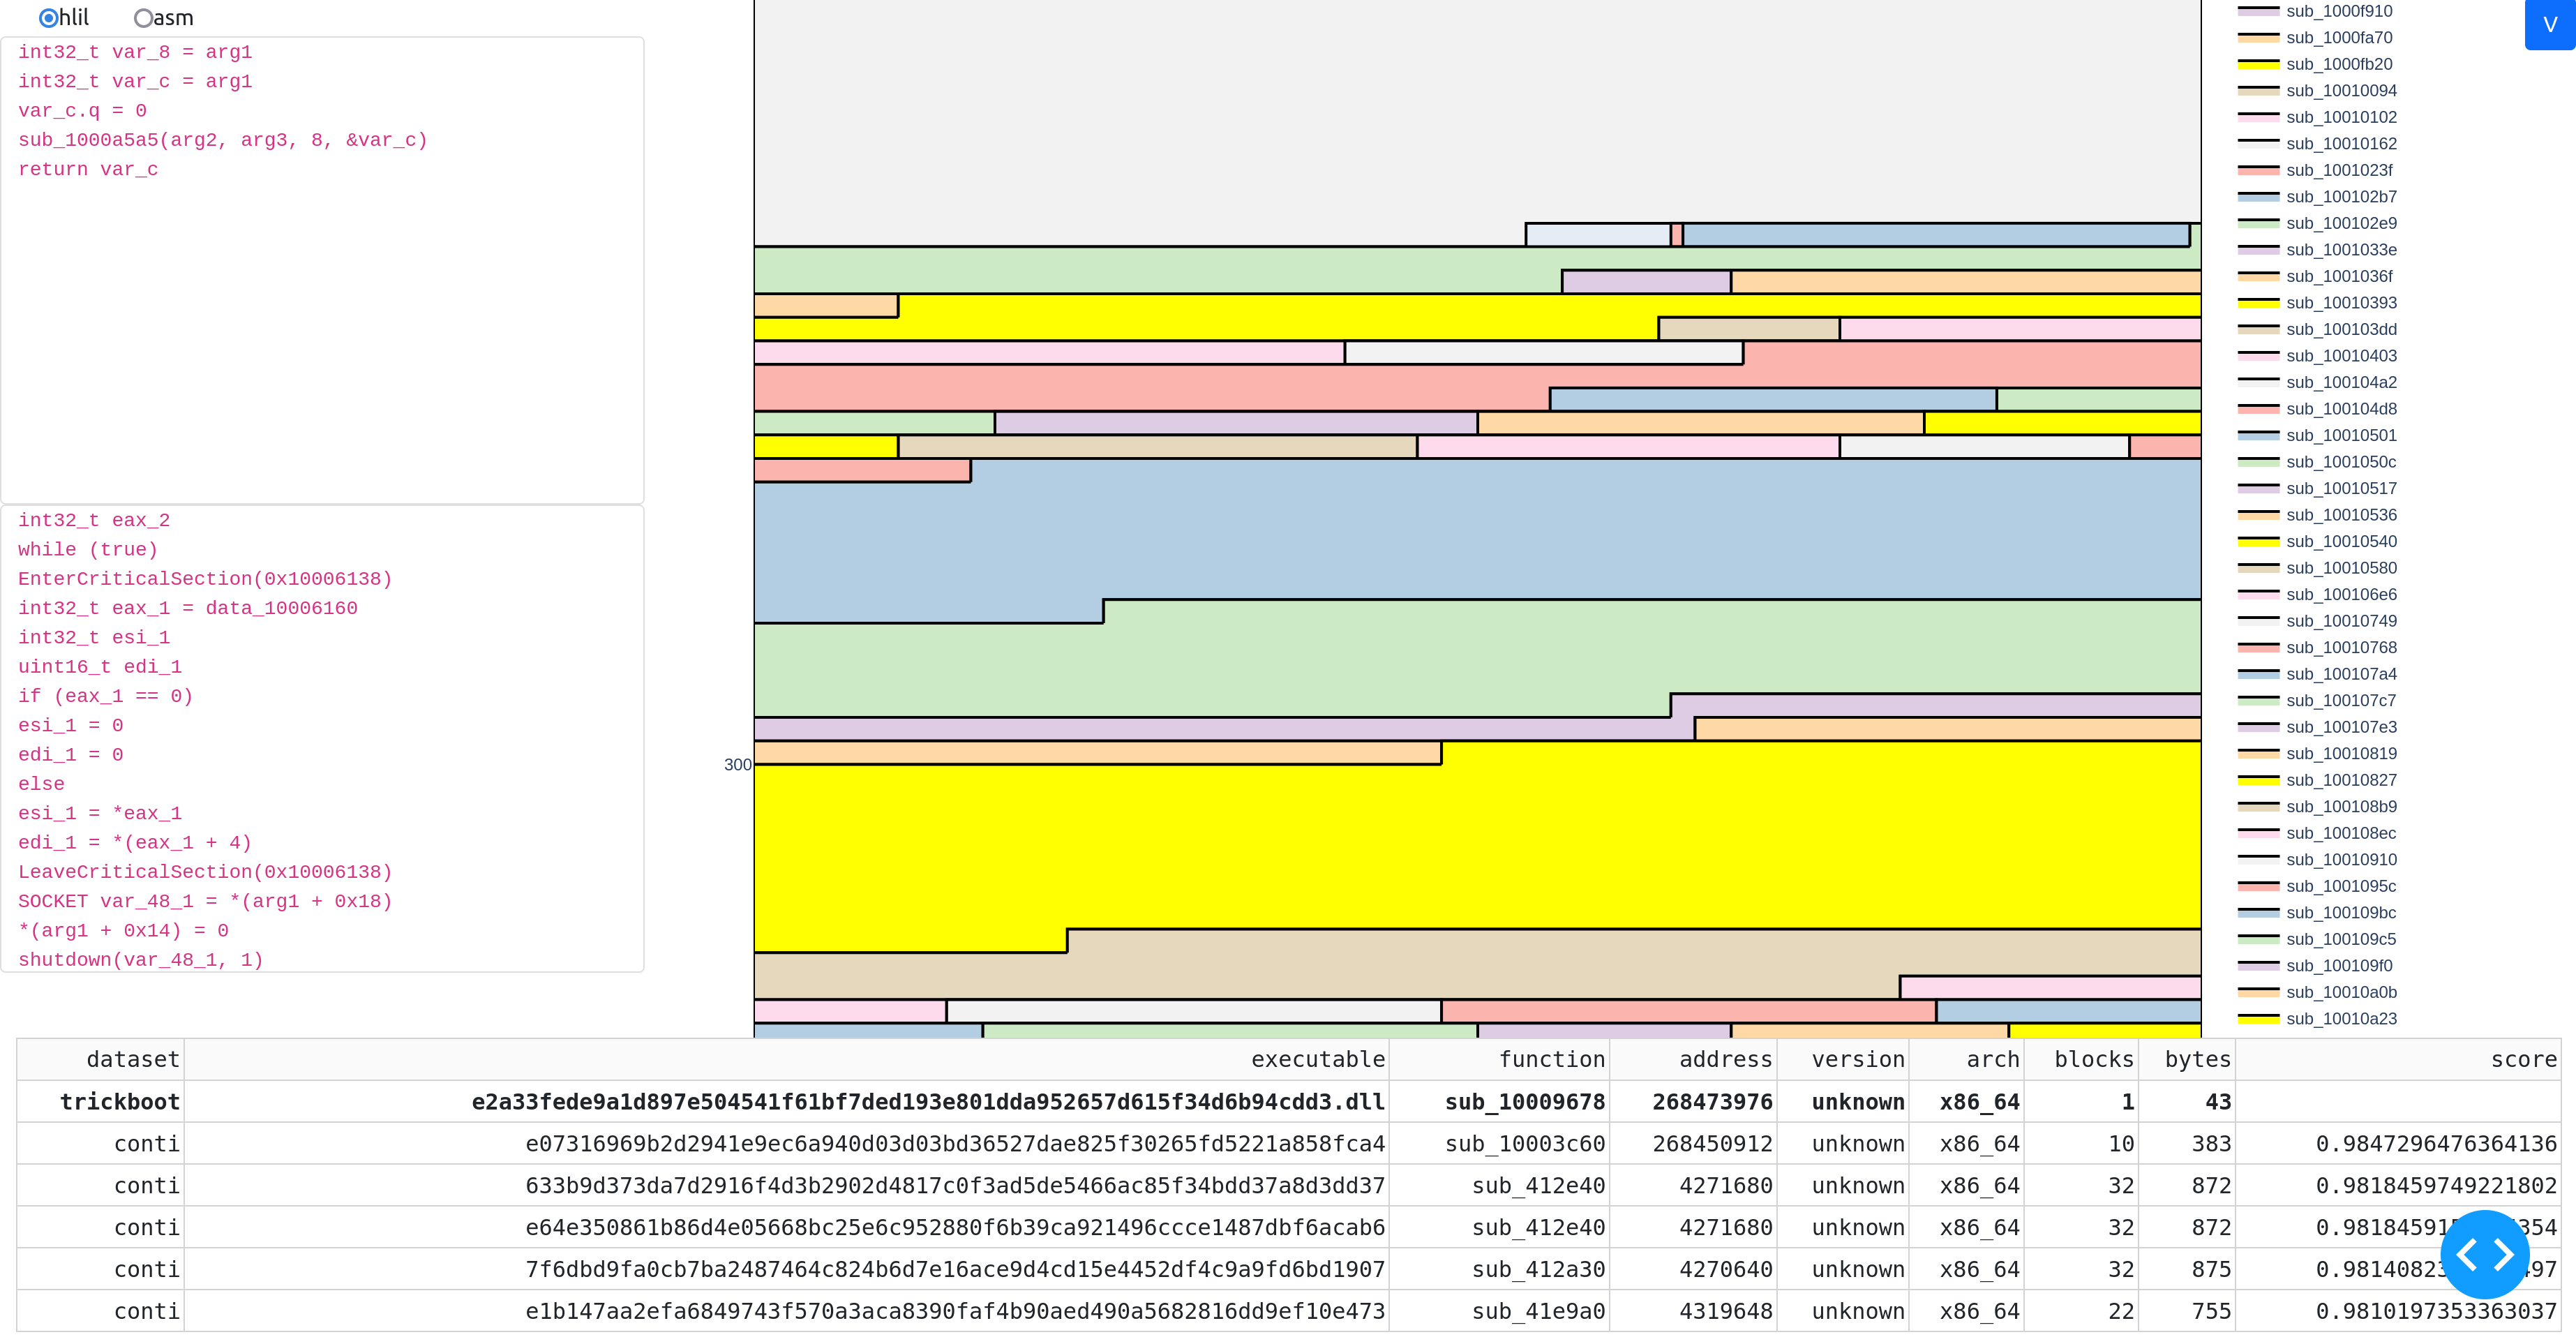 hlil asm
int32_t var_8 = arg1
int32_t var_c = arg1
var_c.q = 0
sub_1000a5a5(arg2, arg3, 8, &var_c)
return var_c
int32_t eax_2
while (true)
EnterCriticalSection(0x10006138)
int32_t eax_1 = data_10006160
int32_t esi_1
uint16_t edi_1
if (eax_1 == 0)
esi_1 = 0
edi_1 = 0
else
esi_1 = *eax_1
edi_1 = *(eax_1 + 4)
LeaveCriticalSection(0x10006138)
SOCKET var_48_1 = *(arg1 + 0x18)
*(arg1 + 0x14) = 0
shutdown(var_48_1, 1)
300
sub_1000f910
sub_1000fa70
sub_1000fb20
sub_10010094
sub_10010102
sub_10010162
sub_1001023f
sub_100102b7
sub_100102e9
sub_1001033e
sub_1001036f
sub_10010393
sub_100103dd
sub_10010403
sub_100104a2
sub_100104d8
sub_10010501
sub_1001050c
sub_10010517
sub_10010536
sub_10010540
sub_10010580
sub_100106e6
sub_10010749
sub_10010768
sub_100107a4
sub_100107c7
sub_100107e3
sub_10010819
sub_10010827
sub_100108b9
sub_100108ec
sub_10010910
sub_1001095c
sub_100109bc
sub_100109c5
sub_100109f0
sub_10010a0b
sub_10010a23
V
dataset executable function address version arch blocks bytes score
trickboot e2a33fede9a1d897e504541f61bf7ded193e801dda952657d615f34d6b94cdd3.dll sub_10009678 268473976 unknown x86_64 1 43
conti e07316969b2d2941e9ec6a940d03d03bd36527dae825f30265fd5221a858fca4 sub_10003c60 268450912 unknown x86_64 10 383 0.9847296476364136
conti 633b9d373da7d2916f4d3b2902d4817c0f3ad5de5466ac85f34bdd37a8d3dd37 sub_412e40 4271680 unknown x86_64 32 872 0.9818459749221802
conti e64e350861b86d4e05668bc25e6c952880f6b39ca921496ccce1487dbf6acab6 sub_412e40 4271680 unknown x86_64 32 872
conti 7f6dbd9fa0cb7ba2487464c824b6d7e16ace9d4cd15e4452df4c9a9fd6bd1907 sub_412a30 4270640 unknown x86_64 32 875
conti e1b147aa2efa6849743f570a3aca8390faf4b90aed490a5682816dd9ef10e473 sub_41e9a0 4319648 unknown x86_64 22 755 0.9810197353363037